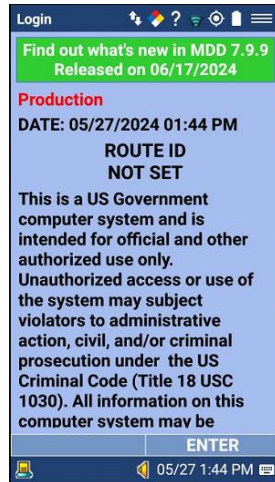 Login
?
Find out what's new in MDD 7.9.9
Released on 06/17/2024
Production
DATE: 05/27/2024 01:44 PM
ROUTE ID
NOT SET
This is a US Government
computer system and is
intended for official and other
authorized use only.
Unauthorized access or use of
the system may subject
violators to administrative
action, civil, and/or criminal
prosecution under the US
Criminal Code (Title 18 USC
1030). All information on this
computer system may be
ENTER
05/27 1:44 PM